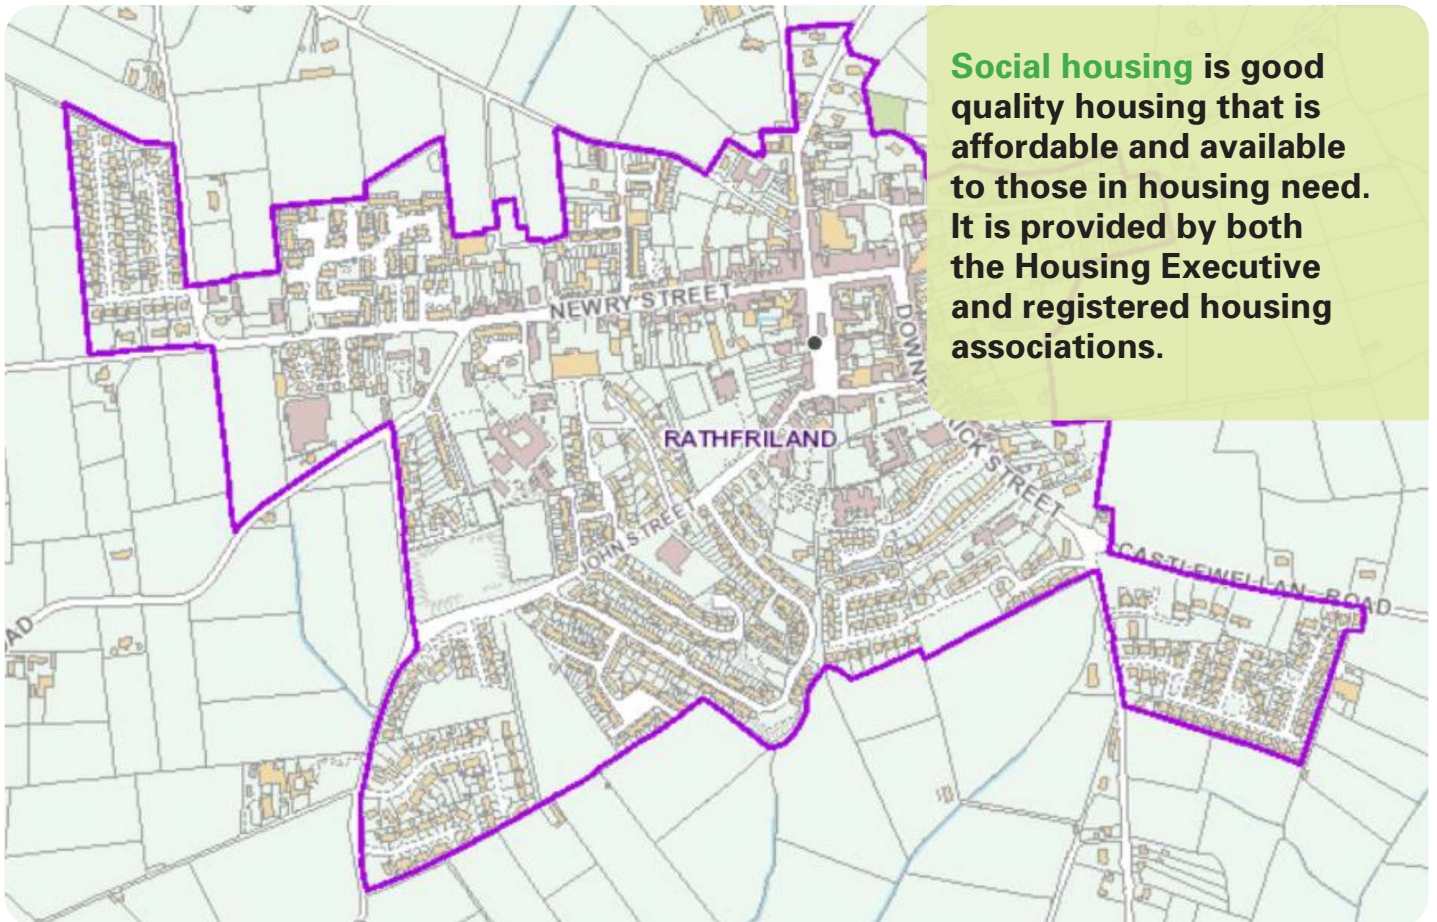 Social housing is good
quality housing that is
affordable and available
to those in housing need.
It is provided by both
the Housing Executive
and registered housing
associations.
NEWRY STREET
RATHFRILAND
JOHN STREET
CASTLEWELLAN ROAD
STREET